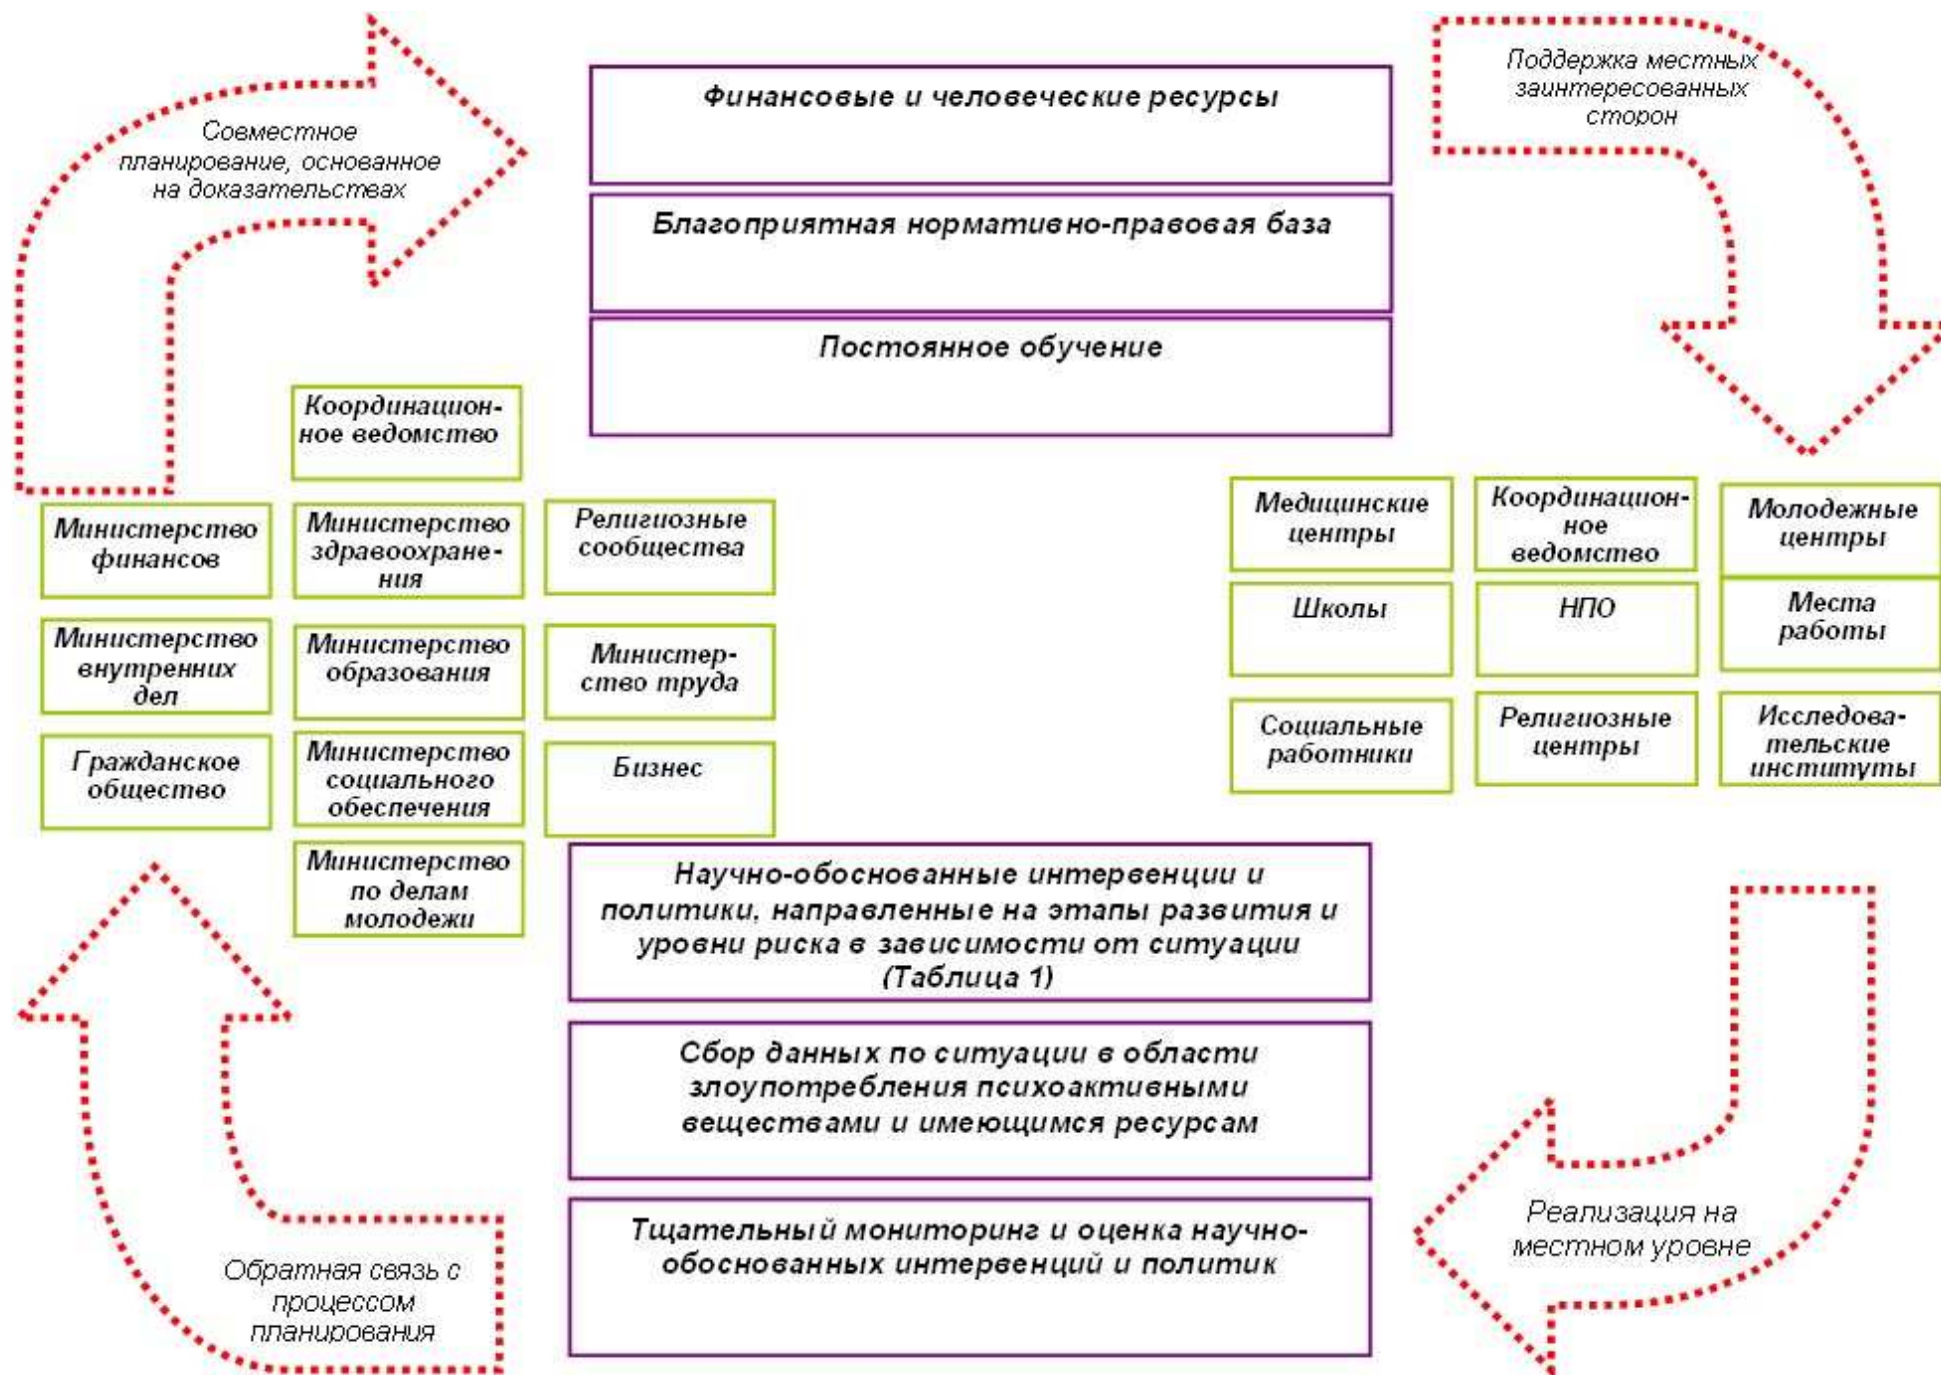 Совместное
планирование, основанное
на доказательствах
Финансовые и человеческие ресурсы
Благоприятная нормативно-правовая база
Постоянное обучение
Поддержка местных
заинтересованных
сторон
Координацион-
ное ведомство
Министерство
финансов
Министерство
здравоохране-
ния
Религиозные
сообщества
Министерство
внутренних
дел
Министерство
образования
Министер-
ство труда
Гражданское
общество
Министерство
социального
обеспечения
Бизнес
Министерство
по делам
молодежи
Медицинские
центры
Координацион-
ное
ведомство
Молодежные
центры
Школы
НПО
Места
работы
Социальные
работники
Религиозные
центры
Исследова-
тельские
институты
Научно-обоснованные интервенции и
политики, направленные на этапы развития и
уровни риска в зависимости от ситуации
(Таблица 1)
Сбор данных по ситуации в области
злоупотребления психоактивными
веществами и имеющимся ресурсам
Тщательный мониторинг и оценка научно-
обоснованных интервенций и политик
Реализация на
местном уровне
Обратная связь с
процессом
планирования